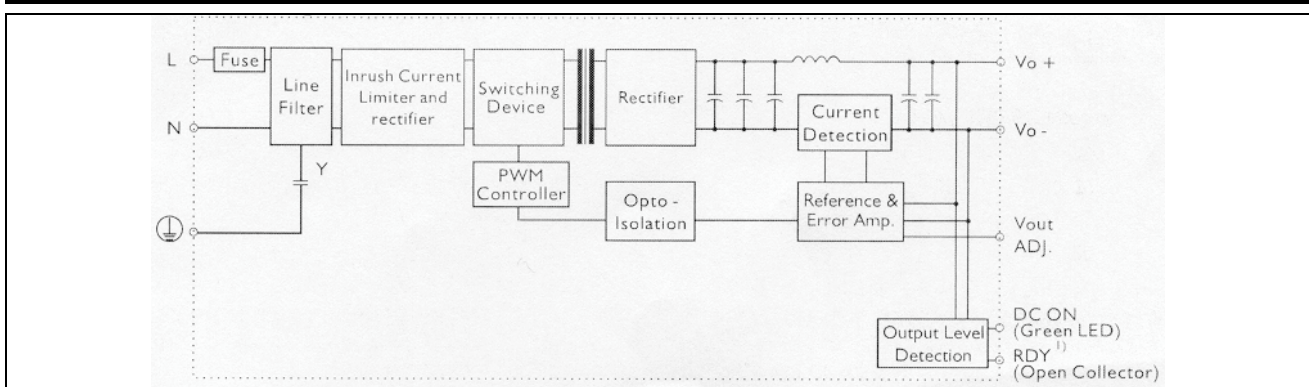 L
Fuse
Line
Filter
Inrush Current
Limiter and
rectifier
Switching
Device
Rectifier
Current
Detection
Vo +
N
Vo -
Y
PWM
Controller
Opto -
Isolation
Reference &
Error Amp.
Vout
ADJ.
Output Level
Detection
DC ON
(Green LED)
RDY 1)
(Open Collector)